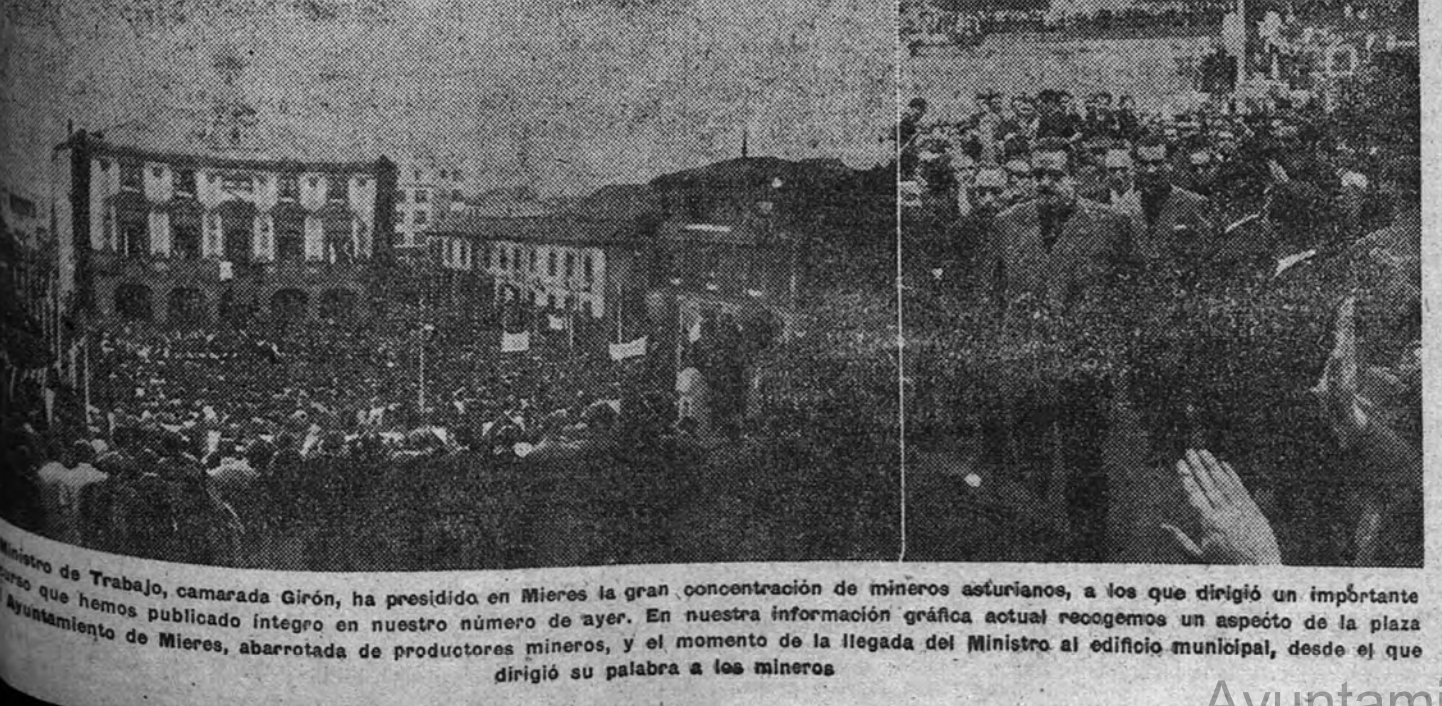 Ministro de Trabajo, camarada Girón, ha presidido en Mieres la gran concentración de mineros asturianos, a los que dirigió un importante
que hemos publicado íntegro en nuestro número de ayer. En nuestra información gráfica actual recogemos un aspecto de la plaza
Ayuntamiento de Mieres, abarrotada de productores mineros, y el momento de la llegada del Ministro al edificio municipal, desde el que
dirigió su palabra a los mineros